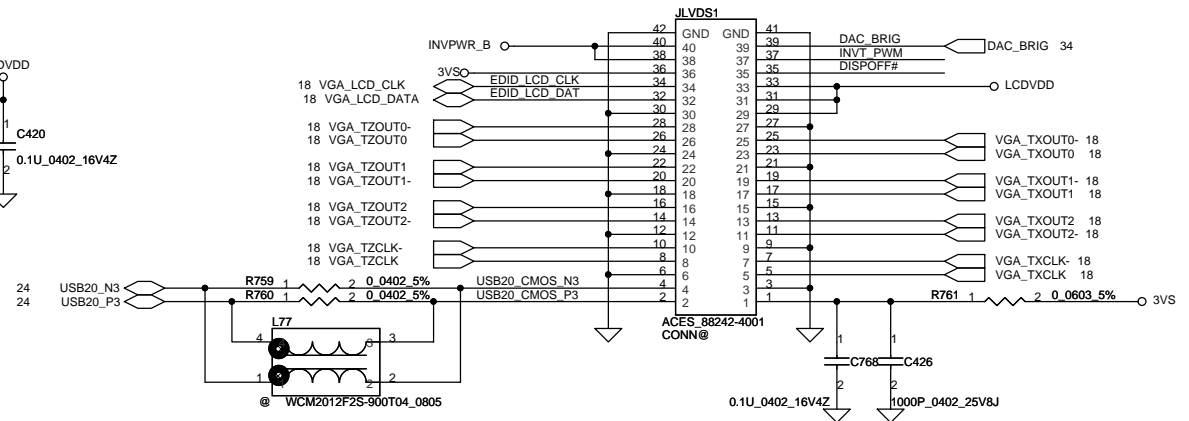 JLVDS1
42 GND GND 41
INVPWR_B 40 40 39 39 DAC_BRIG DAC_BRIG 34
38 38 37 37 INVT_PWM
3VS 36 36 35 35 DISPOFF#
18 VGA_LCD_CLK EDID_LCD_CLK 34 34 33 33 LCDVDD
18 VGA_LCD_DATA EDID_LCD_DAT 32 32 31 31
30 30 29 29
18 VGA_TZOUT0- 28 28 27 27
18 VGA_TZOUT0 26 26 25 25 VGA_TXOUT0- 18
24 24 23 23 VGA_TXOUT0 18
18 VGA_TZOUT1 22 22 21 21
18 VGA_TZOUT1- 20 20 19 19 VGA_TXOUT1- 18
18 18 17 17 VGA_TXOUT1 18
18 VGA_TZOUT2 16 16 15 15
18 VGA_TZOUT2- 14 14 13 13 VGA_TXOUT2 18
12 12 11 11 VGA_TXOUT2- 18
18 VGA_TZCLK- 10 10 9 9
18 VGA_TZCLK 8 8 7 7 VGA_TXCLK- 18
6 6 5 5 VGA_TXCLK 18
24 USB20_N3 R759 1 2 0_0402_5% USB20_CMOS_N3 4 4 3 3
24 USB20_P3 R760 1 2 0_0402_5% USB20_CMOS_P3 2 2 1 1 R761 1 2 0_0603_5% 3VS
ACES_88242-4001
CONN@
L77
4 3 3
1 2 2
@ WCM2012F2S-900T04_0805
1
C420
0.1U_0402_16V4Z
2
1 1
C768 C426
2 2
0.1U_0402_16V4Z 1000P_0402_25V8J